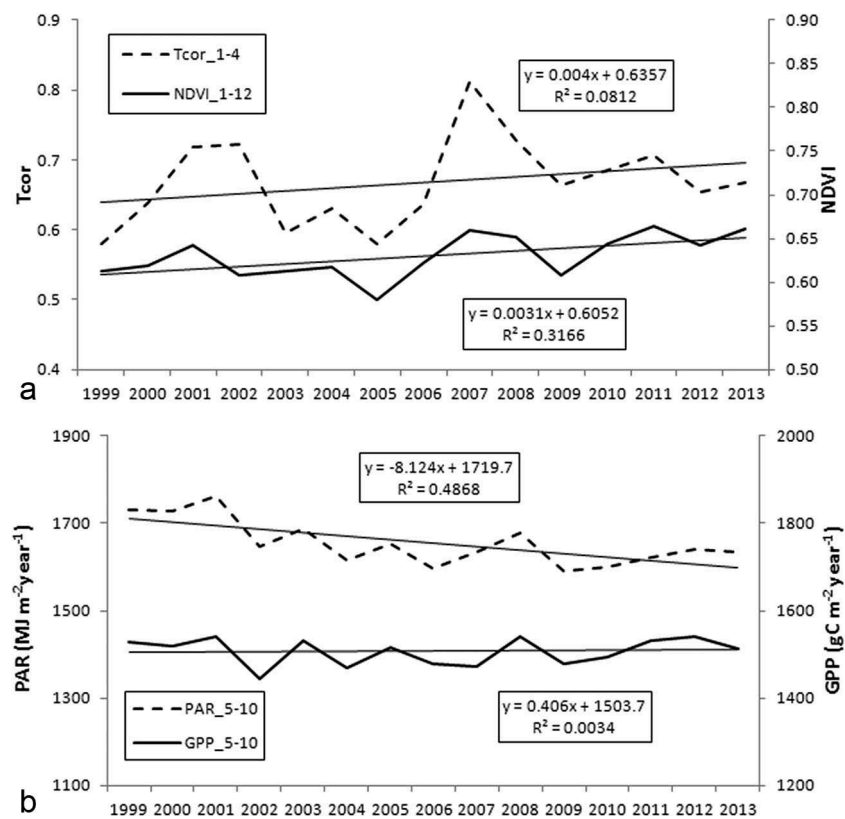 0.9
0.8
0.7
0.6
0.5
0.4
Tcor
Tcor_1-4
NDVI_1-12
y = 0.004x + 0.6357
R² = 0.0812
y = 0.0031x + 0.6052
R² = 0.3166
0.90
0.85
0.80
0.75
0.70
0.65
0.60
0.55
0.50
NDVI
1999 2000 2001 2002 2003 2004 2005 2006 2007 2008 2009 2010 2011 2012 2013
a
1900
1700
1500
1300
1100
PAR (MJ m⁻² year⁻¹)
y = -8.124x + 1719.7
R² = 0.4868
PAR_5-10
GPP_5-10
y = 0.406x + 1503.7
R² = 0.0034
2000
1800
1600
1400
1200
GPP (gC m⁻² year⁻¹)
1999 2000 2001 2002 2003 2004 2005 2006 2007 2008 2009 2010 2011 2012 2013
b